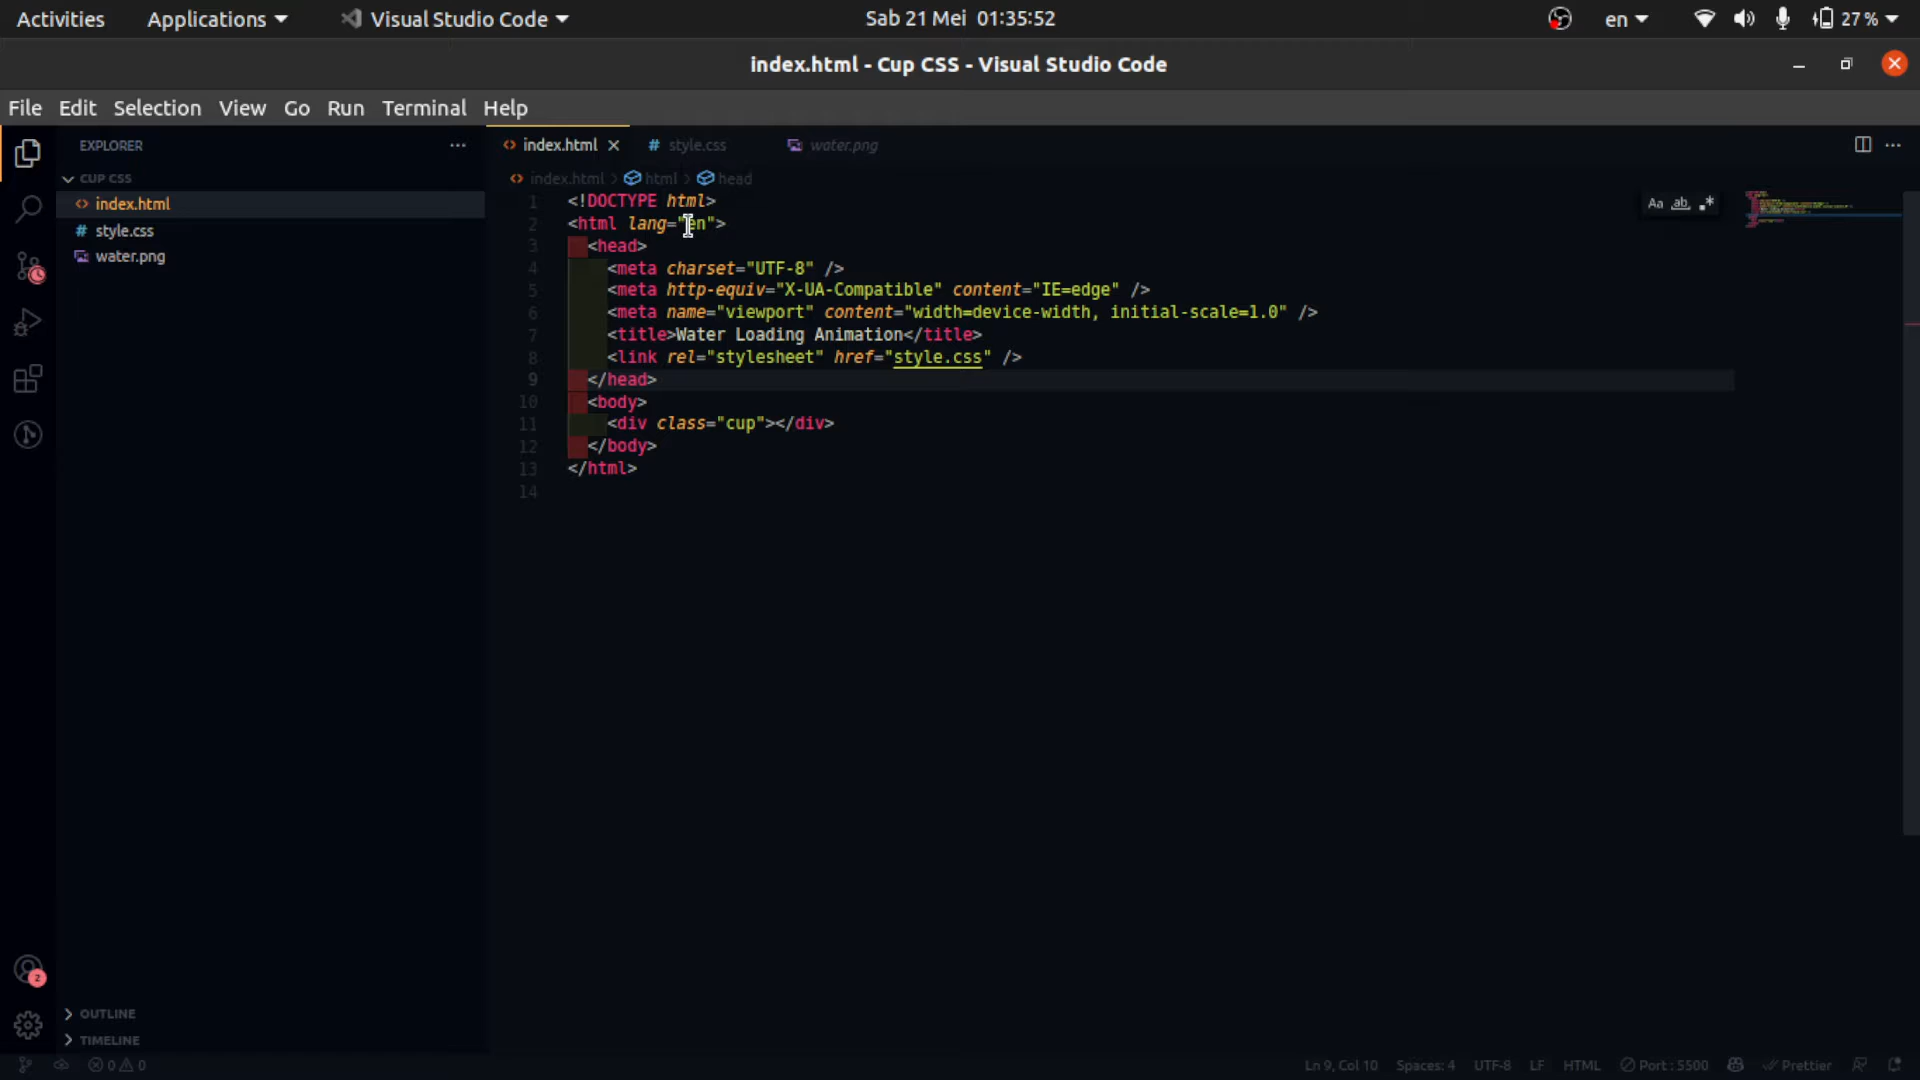 Activities Applications Visual Studio Code Sab 21 Mei 01:35:52 en 27 %
index.html - Cup CSS - Visual Studio Code
File Edit Selection View Go Run Terminal Help
EXPLORER ... index.html style.css water.png ...
CUP CSS
index.html
style.css
water.png
index.html > html > head
1 <!DOCTYPE html>
2 <html lang="en">
3 <head>
4 <meta charset="UTF-8" />
5 <meta http-equiv="X-UA-Compatible" content="IE=edge" />
6 <meta name="viewport" content="width=device-width, initial-scale=1.0" />
7 <title>Water Loading Animation</title>
8 <link rel="stylesheet" href="style.css" />
9 </head>
10 <body>
11 <div class="cup"></div>
12 </body>
13 </html>
14
Aa ab .*
2
OUTLINE
TIMELINE
0 0 Ln 9, Col 10 Spaces: 4 UTF-8 LF HTML Port : 5500 Prettier